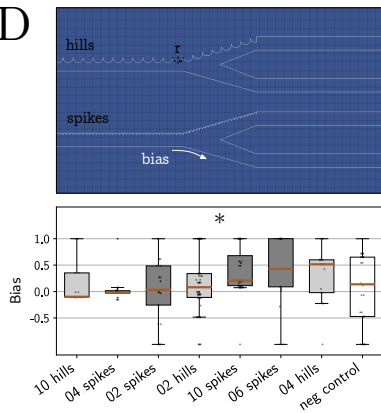 D
hills
r
spikes
bias
*
1.0
0.5
0.0
−0.5
Bias
10 hills
04 spikes
02 spikes
02 hills
10 spikes
06 spikes
04 hills
neg control